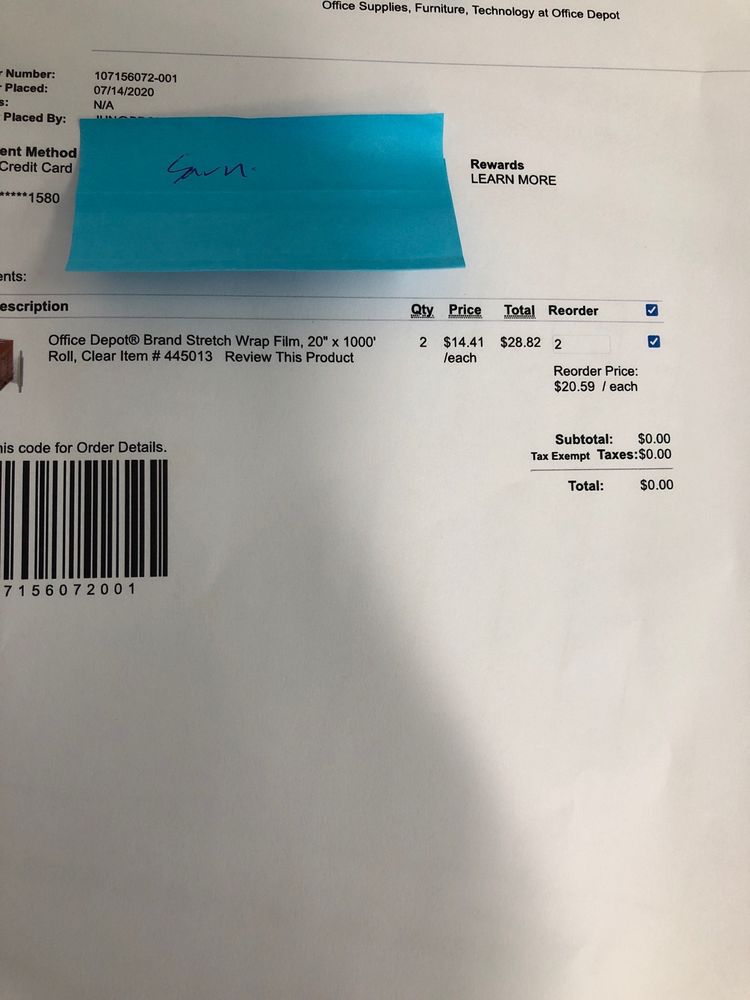 Office Supplies, Furniture, Technology at Office Depot
Number: 107156072-001
Placed: 07/14/2020
s: N/A
Placed By:
ent Method
Credit Card
*****1580
Rewards
LEARN MORE
ents:
escription Qty Price Total Reorder
Office Depot® Brand Stretch Wrap Film, 20" x 1000' 2 $14.41 $28.82 2
Roll, Clear Item # 445013 Review This Product /each
Reorder Price:
$20.59 / each
his code for Order Details.
Subtotal: $0.00
Tax Exempt Taxes:$0.00
Total: $0.00
7156072001